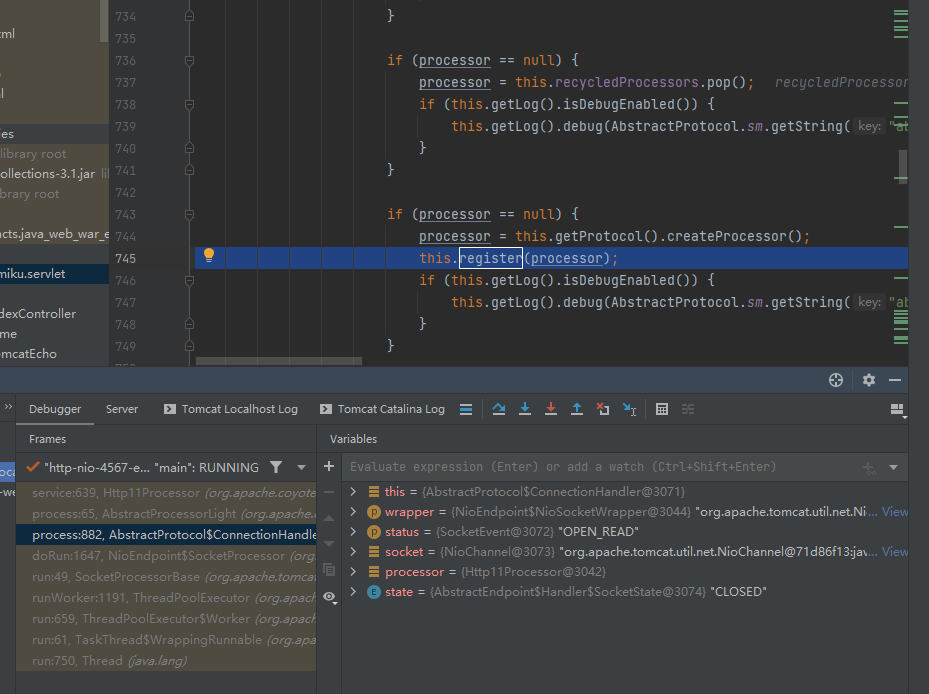 734 }
735
736 if (processor == null) {
737 processor = this.recycledProcessors.pop(); recycledProcessor
738 if (this.getLog().isDebugEnabled()) {
739 this.getLog().debug(AbstractProtocol.sm.getString( key: "ab
740 }
741 }
742
743 if (processor == null) {
744 processor = this.getProtocol().createProcessor();
745 this.register(processor);
746 if (this.getLog().isDebugEnabled()) {
747 this.getLog().debug(AbstractProtocol.sm.getString( key: "ab
748 }
749 }
ml
es
library root
ollections-3.1.jar
brary root
cts.java_web_war_e
miku.servlet
dexController
me
omcatEcho
Debugger Server Tomcat Localhost Log Tomcat Catalina Log
Frames
"http-nio-4567-e... "main": RUNNING
service:639, Http11Processor (org.apache.coyote
process:65, AbstractProcessorLight (org.apache.c
process:882, AbstractProtocol$ConnectionHandle
doRun:1647, NioEndpoint$SocketProcessor (org.
run:49, SocketProcessorBase (org.apache.tomcat
runWorker:1191, ThreadPoolExecutor (org.apach
run:659, ThreadPoolExecutor$Worker (org.apach
run:61, TaskThread$WrappingRunnable (org.apa
run:750, Thread (java.lang)
Variables
Evaluate expression (Enter) or add a watch (Ctrl+Shift+Enter)
this = {AbstractProtocol$ConnectionHandler@3071}
wrapper = {NioEndpoint$NioSocketWrapper@3044} "org.apache.tomcat.util.net.Ni... View
status = {SocketEvent@3072} "OPEN_READ"
socket = {NioChannel@3073} "org.apache.tomcat.util.net.NioChannel@71d86f13:jav... View
processor = {Http11Processor@3042}
state = {AbstractEndpoint$Handler$SocketState@3074} "CLOSED"